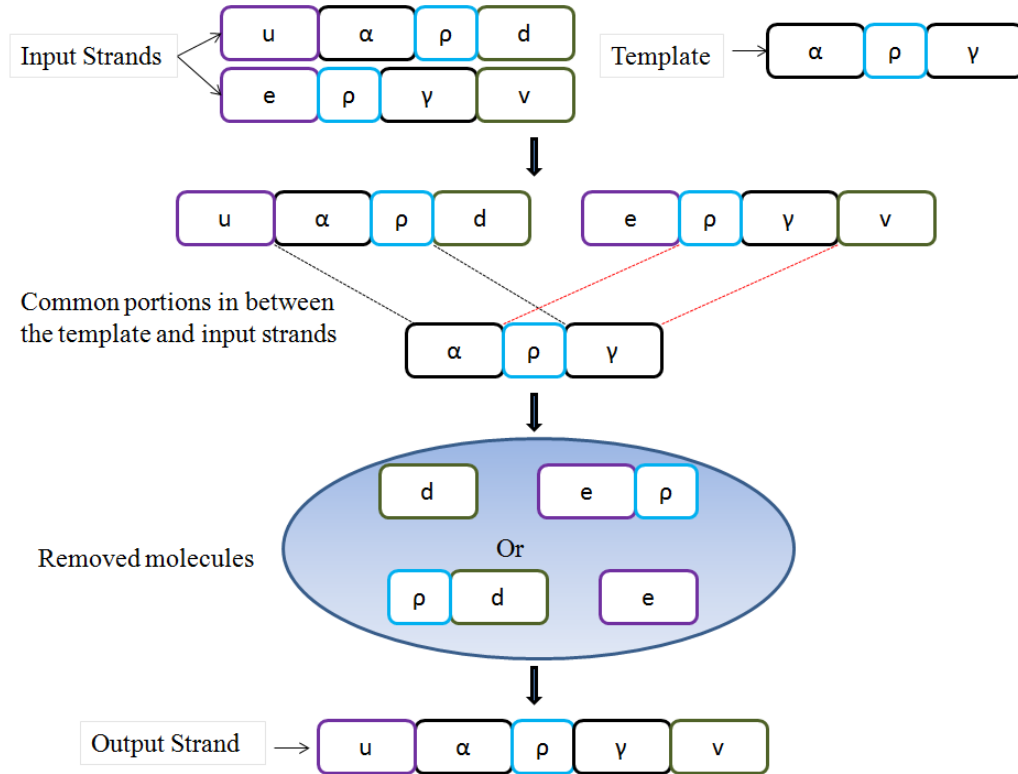 Input Strands
u α ρ d
e ρ γ v
Template
α ρ γ
u α ρ d
e ρ γ v
Common portions in between
the template and input strands
α ρ γ
Removed molecules
d
e ρ
Or
ρ d
e
Output Strand
u α ρ γ v